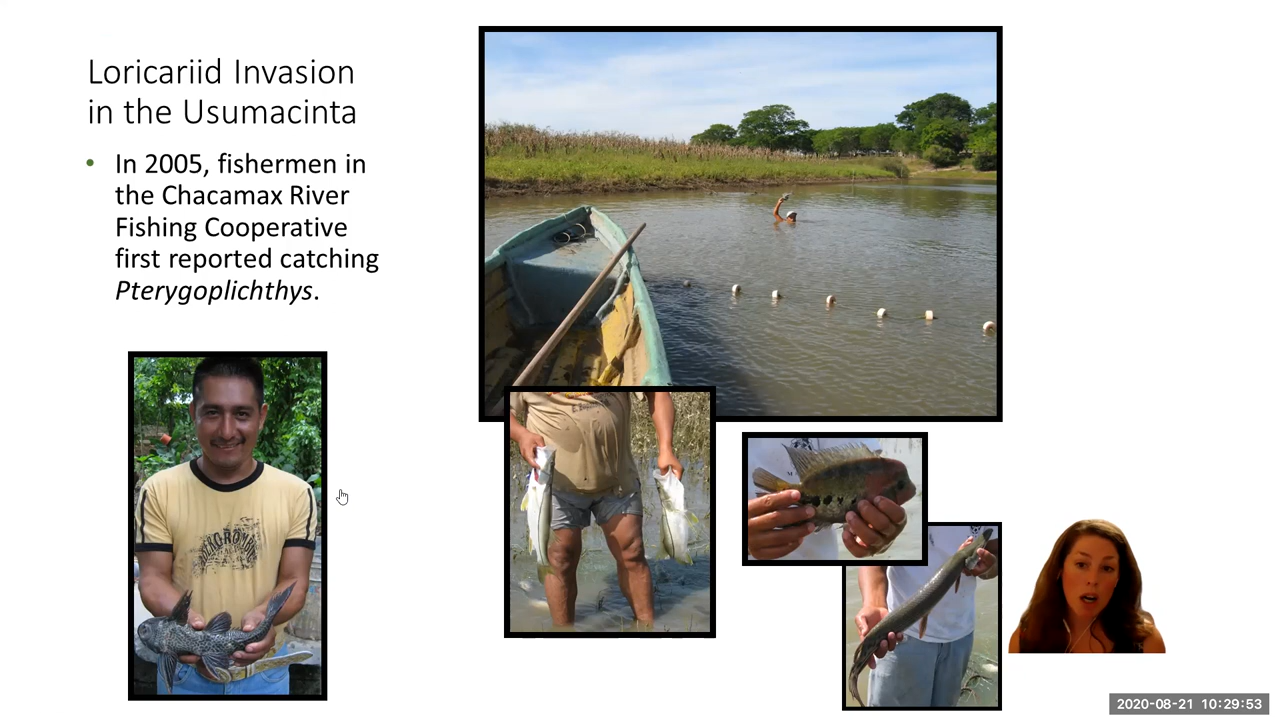 Loricariid Invasion
in the Usumacinta
• In 2005, fishermen in
the Chacamax River
Fishing Cooperative
first reported catching
Pterygoplichthys.
2020-08-21 10:29:53